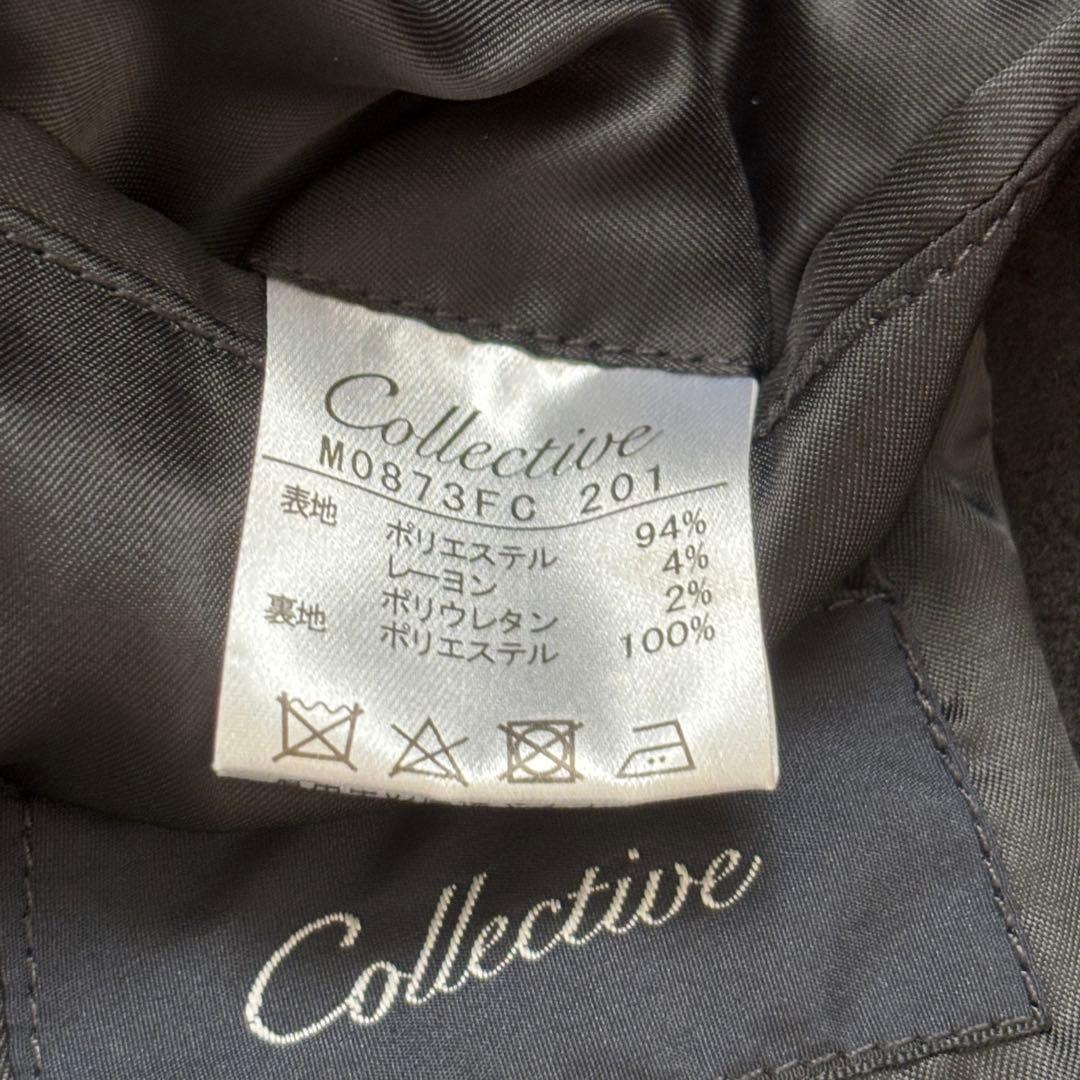 Collective
M0873FC 201
表地 ポリエステル 94%
レーヨン 4%
ポリウレタン 2%
裏地 ポリエステル 100%
Collective